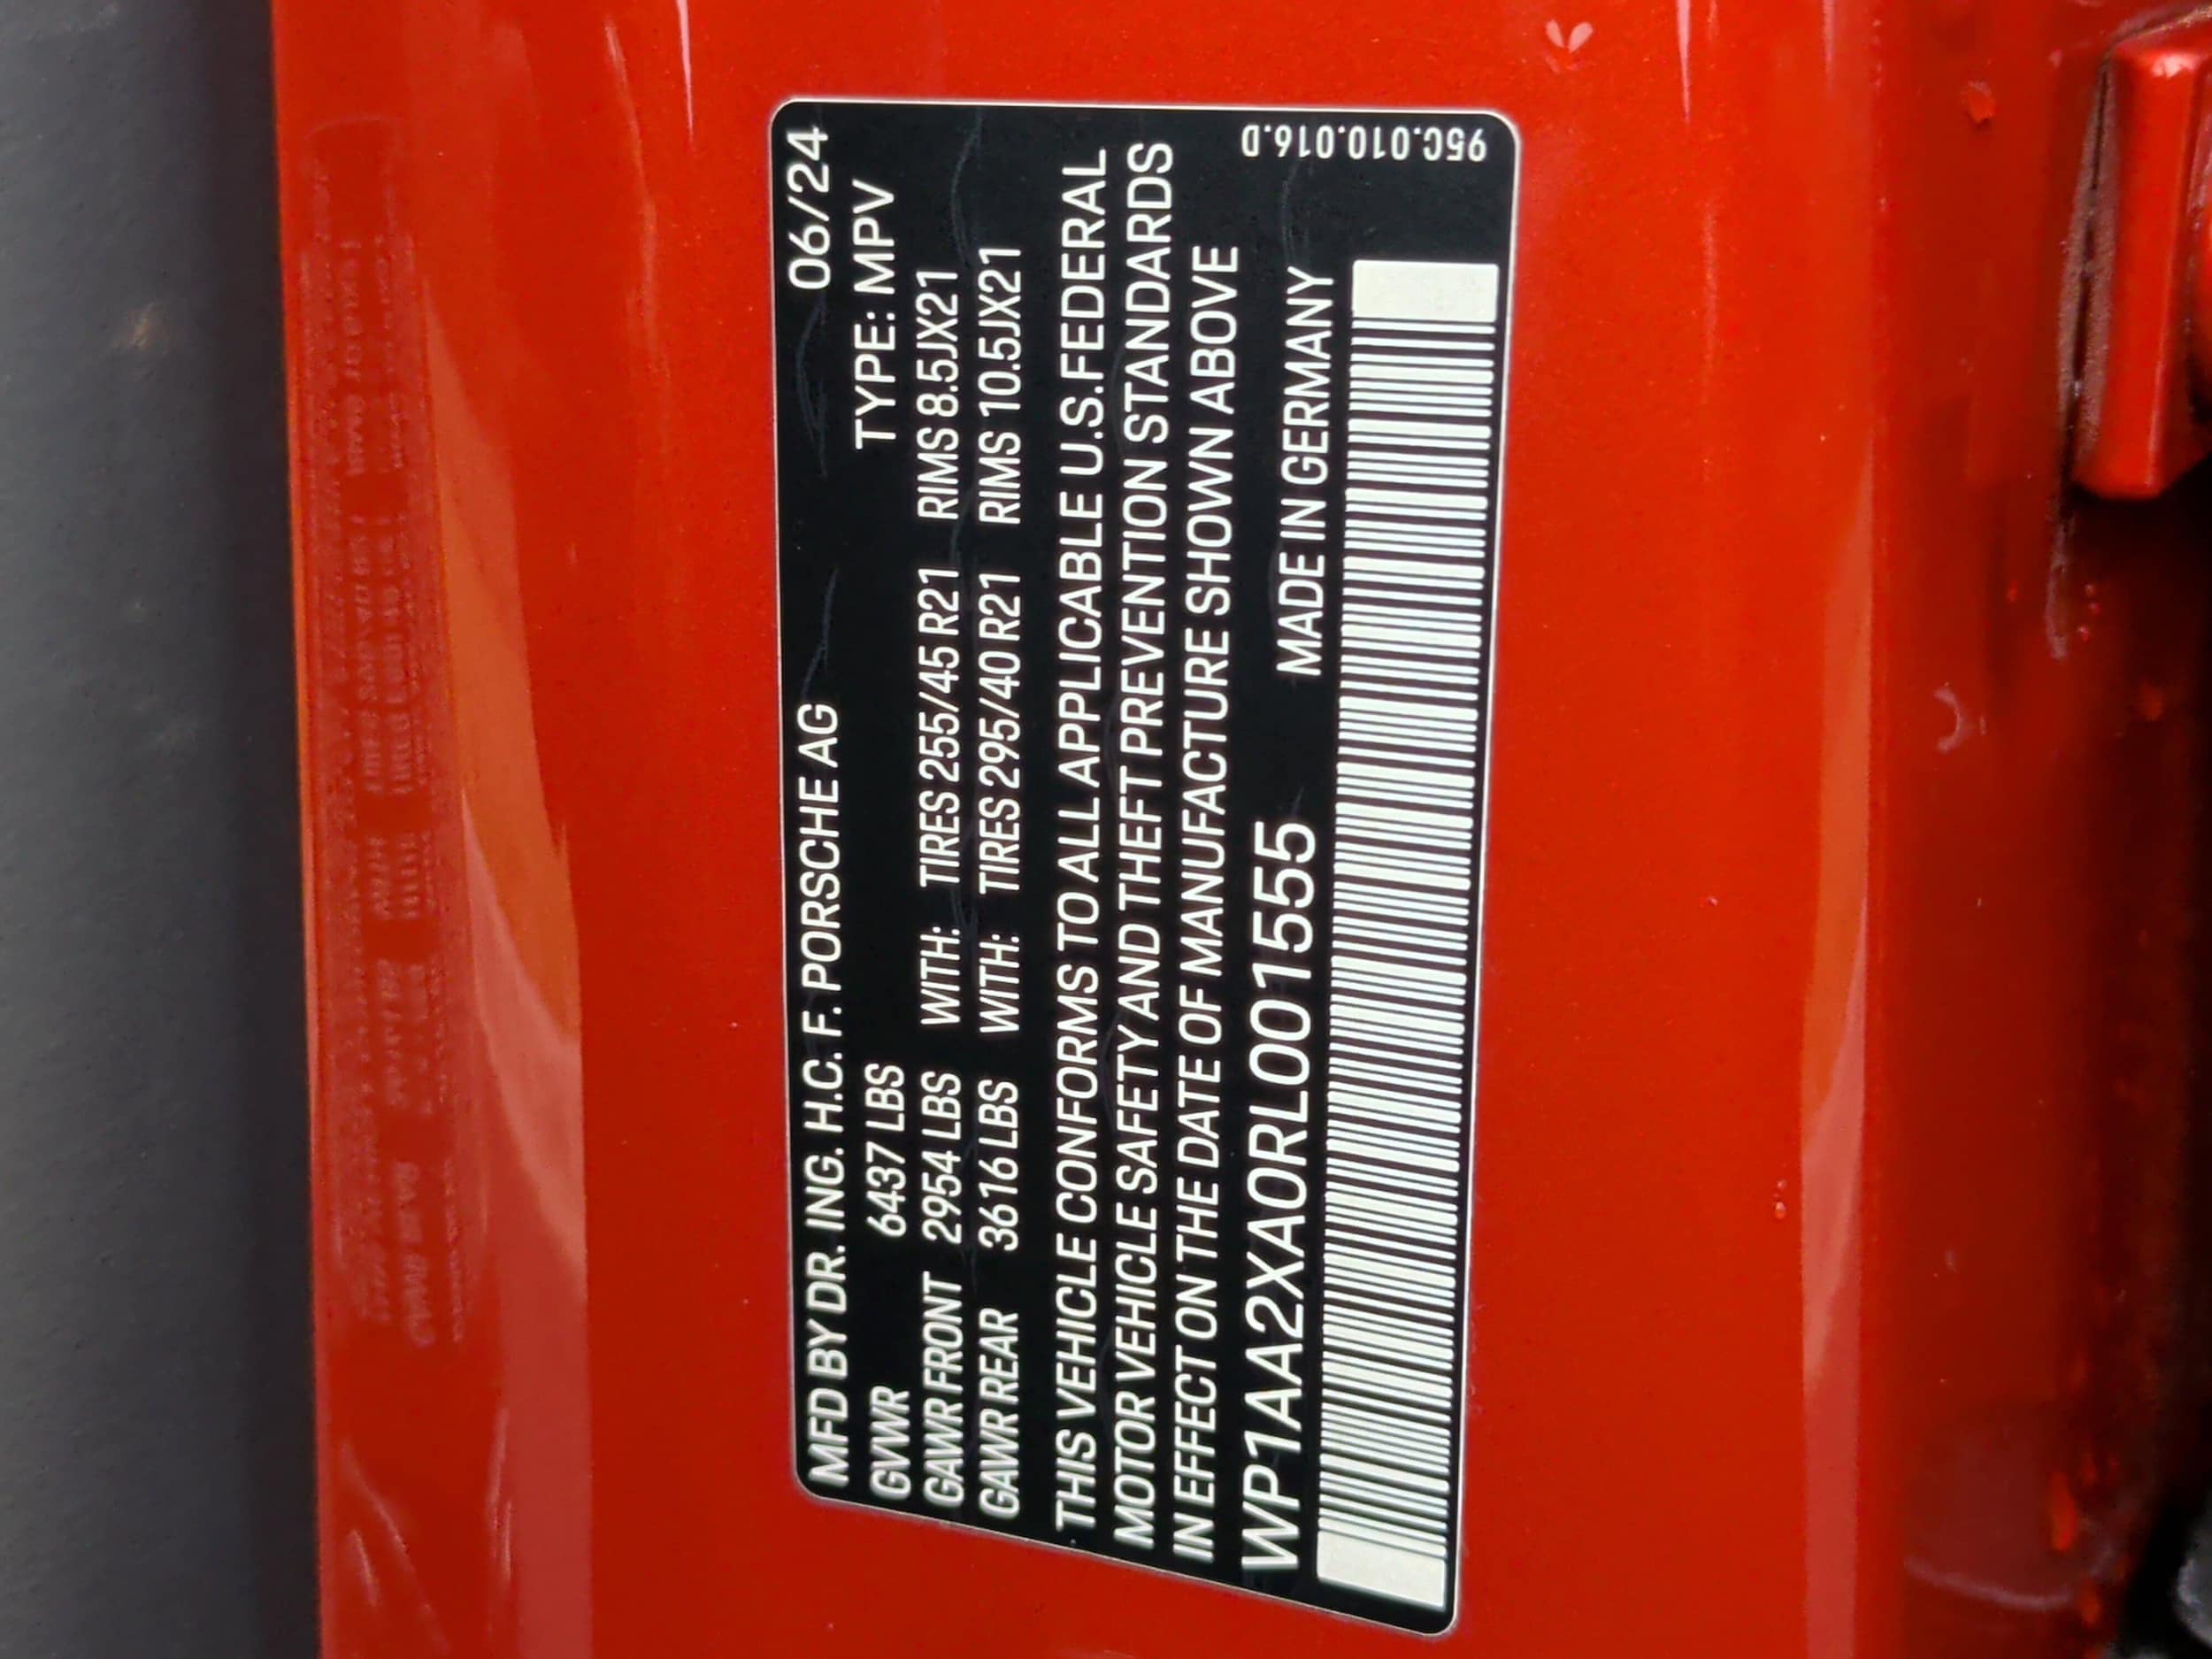 MFD BY DR. ING. H.C. F. PORSCHE AG 06/24
GVWR 6437 LBS TYPE: MPV
GAWR FRONT 2954 LBS WITH: TIRES 255/45 R21 RIMS 8.5JX21
GAWR REAR 3616 LBS WITH: TIRES 295/40 R21 RIMS 10.5JX21
THIS VEHICLE CONFORMS TO ALL APPLICABLE U.S.FEDERAL
MOTOR VEHICLE SAFETY AND THEFT PREVENTION STANDARDS
IN EFFECT ON THE DATE OF MANUFACTURE SHOWN ABOVE
MADE IN GERMANY
WP1AA2XA0RL001555
95C.010.016.D